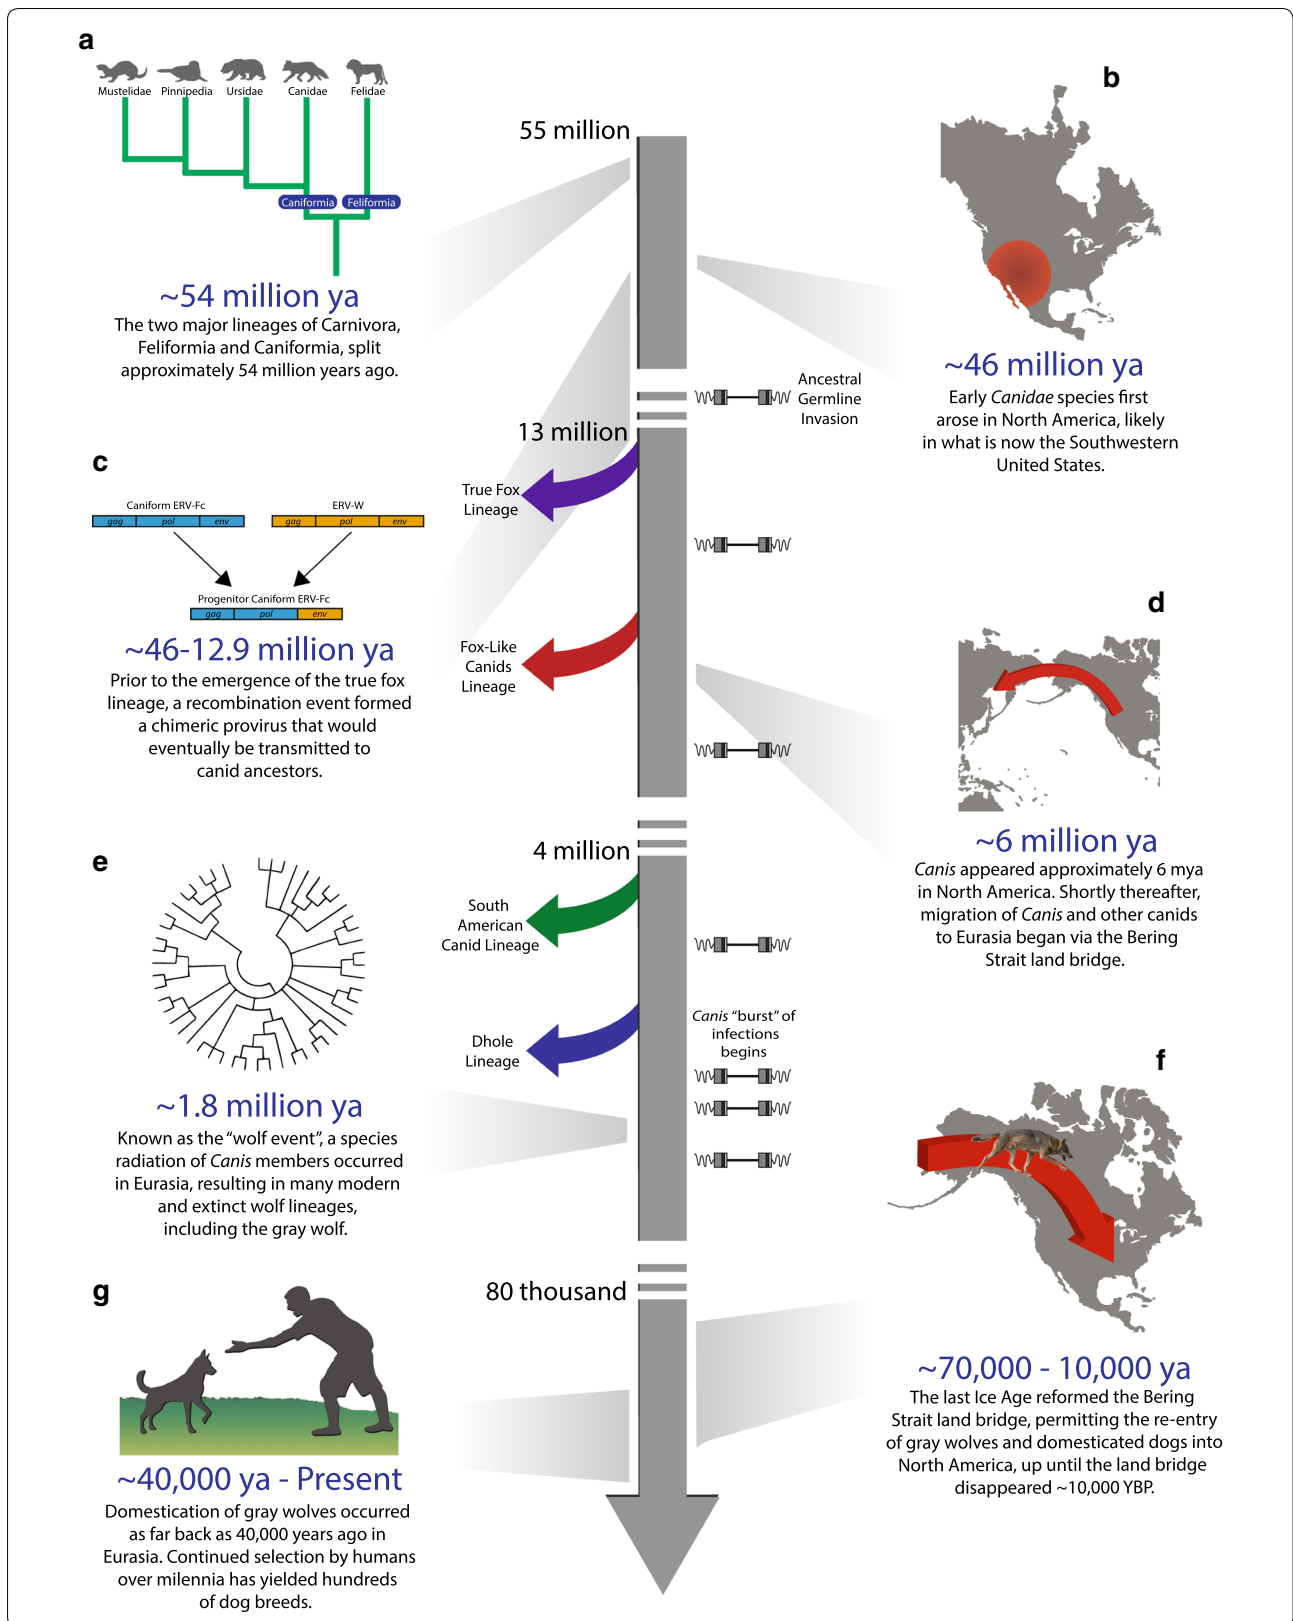 a
Mustelidae Pinnipedia Ursidae Canidae Felidae
Caniformia Feliformia
~54 million ya
The two major lineages of Carnivora,
Feliformia and Caniformia, split
approximately 54 million years ago.
55 million
b
~46 million ya
Early Canidae species first
arose in North America, likely
in what is now the Southwestern
United States.
Ancestral
Germline
Invasion
13 million
c
Caniform ERV-Fc
gag pol env
ERV-W
gag pol env
Progenitor Caniform ERV-Fc
gag pol env
~46-12.9 million ya
Prior to the emergence of the true fox
lineage, a recombination event formed
a chimeric provirus that would
eventually be transmitted to
canid ancestors.
True Fox
Lineage
Fox-Like
Canids
Lineage
d
~6 million ya
Canis appeared approximately 6 mya
in North America. Shortly thereafter,
migration of Canis and other canids
to Eurasia began via the Bering
Strait land bridge.
4 million
e
~1.8 million ya
Known as the “wolf event”, a species
radiation of Canis members occurred
in Eurasia, resulting in many modern
and extinct wolf lineages,
including the gray wolf.
South
American
Canid Lineage
Dhole
Lineage
Canis “burst” of
infections
begins
f
~70,000 - 10,000 ya
The last Ice Age reformed the Bering
Strait land bridge, permitting the re-entry
of gray wolves and domesticated dogs into
North America, up until the land bridge
disappeared ~10,000 YBP.
80 thousand
g
~40,000 ya - Present
Domestication of gray wolves occurred
as far back as 40,000 years ago in
Eurasia. Continued selection by humans
over milennia has yielded hundreds
of dog breeds.